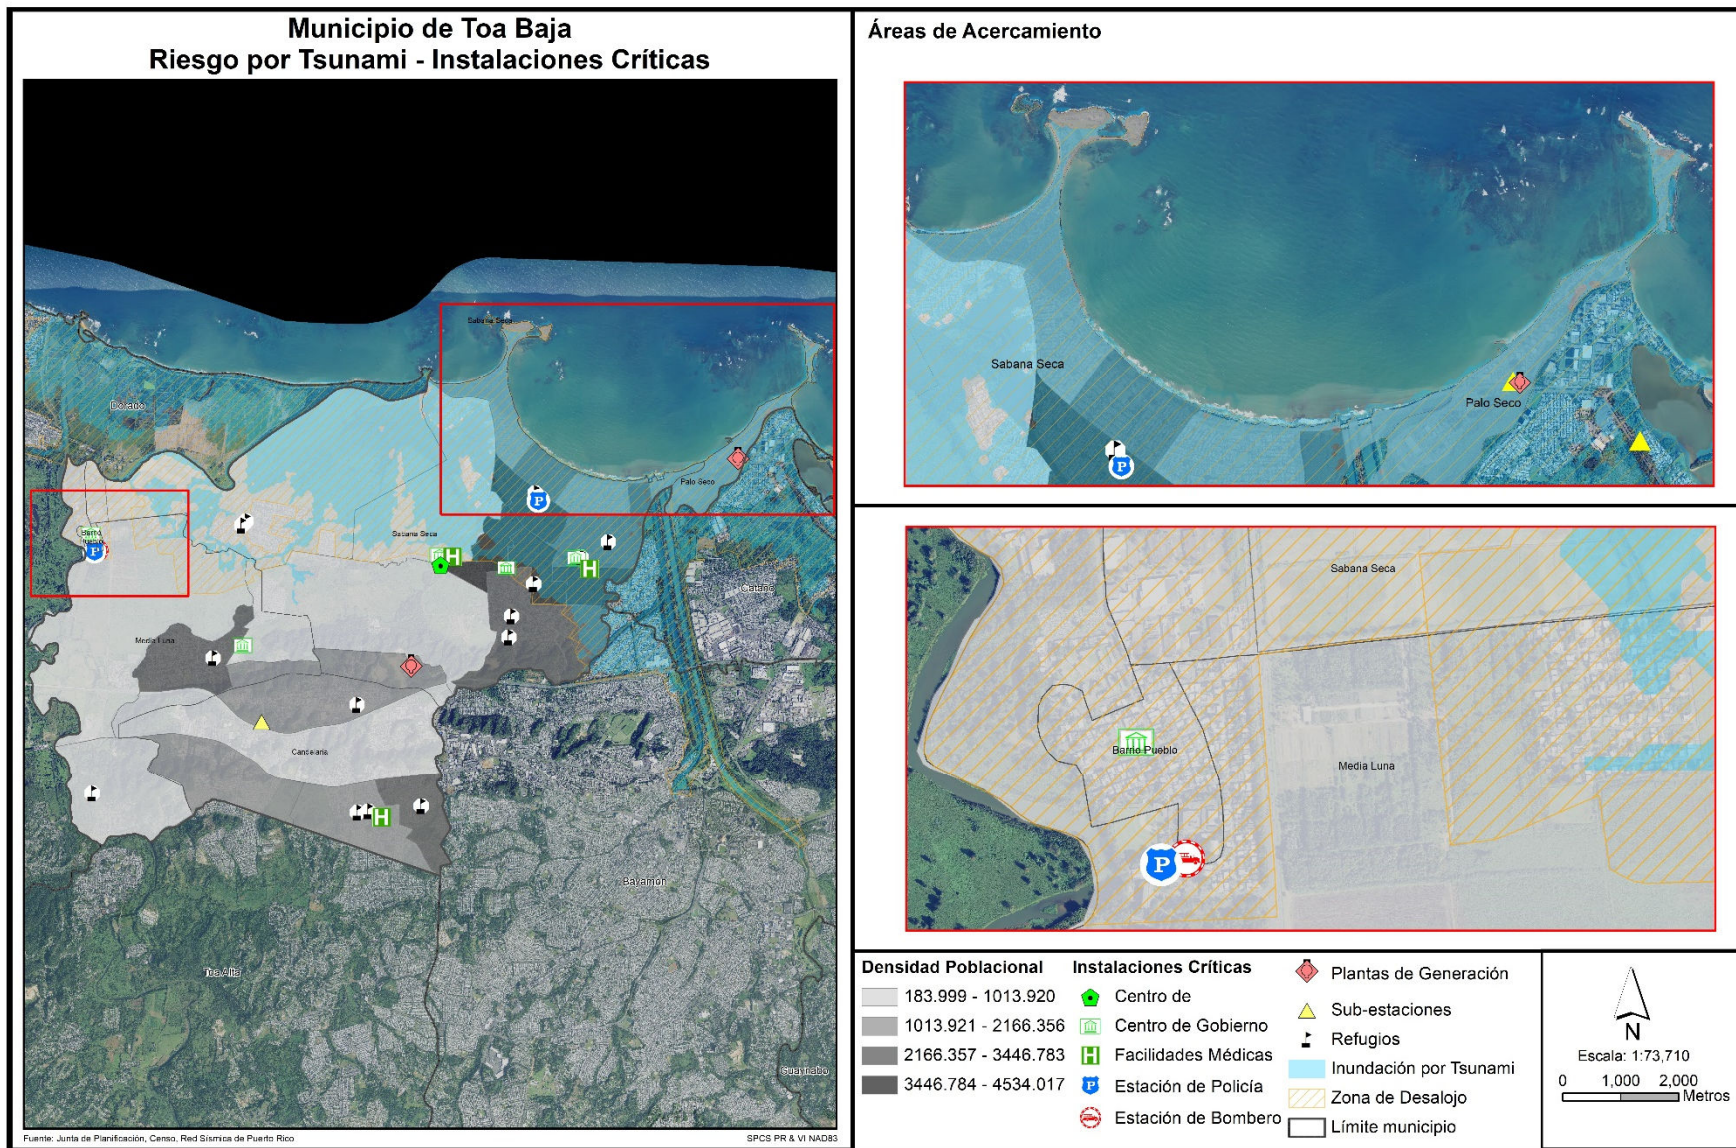 Municipio de Toa Baja
Riesgo por Tsunami - Instalaciones Críticas
Sabana Seca
Dorado
Palo Seco
Barrio
Pueblo
Sabana Seca
Cataño
Media Luna
Candelaria
Bayamón
Toa Alta
Guaynabo
Fuente: Junta de Planificación, Censo, Red Sísmica de Puerto Rico
SPCS PR & VI NAD83
Áreas de Acercamiento
Sabana Seca
Palo Seco
P
Sabana Seca
Barrio Pueblo
Media Luna
P
Densidad Poblacional
183.999 - 1013.920
1013.921 - 2166.356
2166.357 - 3446.783
3446.784 - 4534.017
Instalaciones Críticas
Centro de
Centro de Gobierno
H Facilidades Médicas
P Estación de Policía
Estación de Bombero
Plantas de Generación
Sub-estaciones
Refugios
Inundación por Tsunami
Zona de Desalojo
Límite municipio
N
Escala: 1:73,710
0 1,000 2,000
Metros